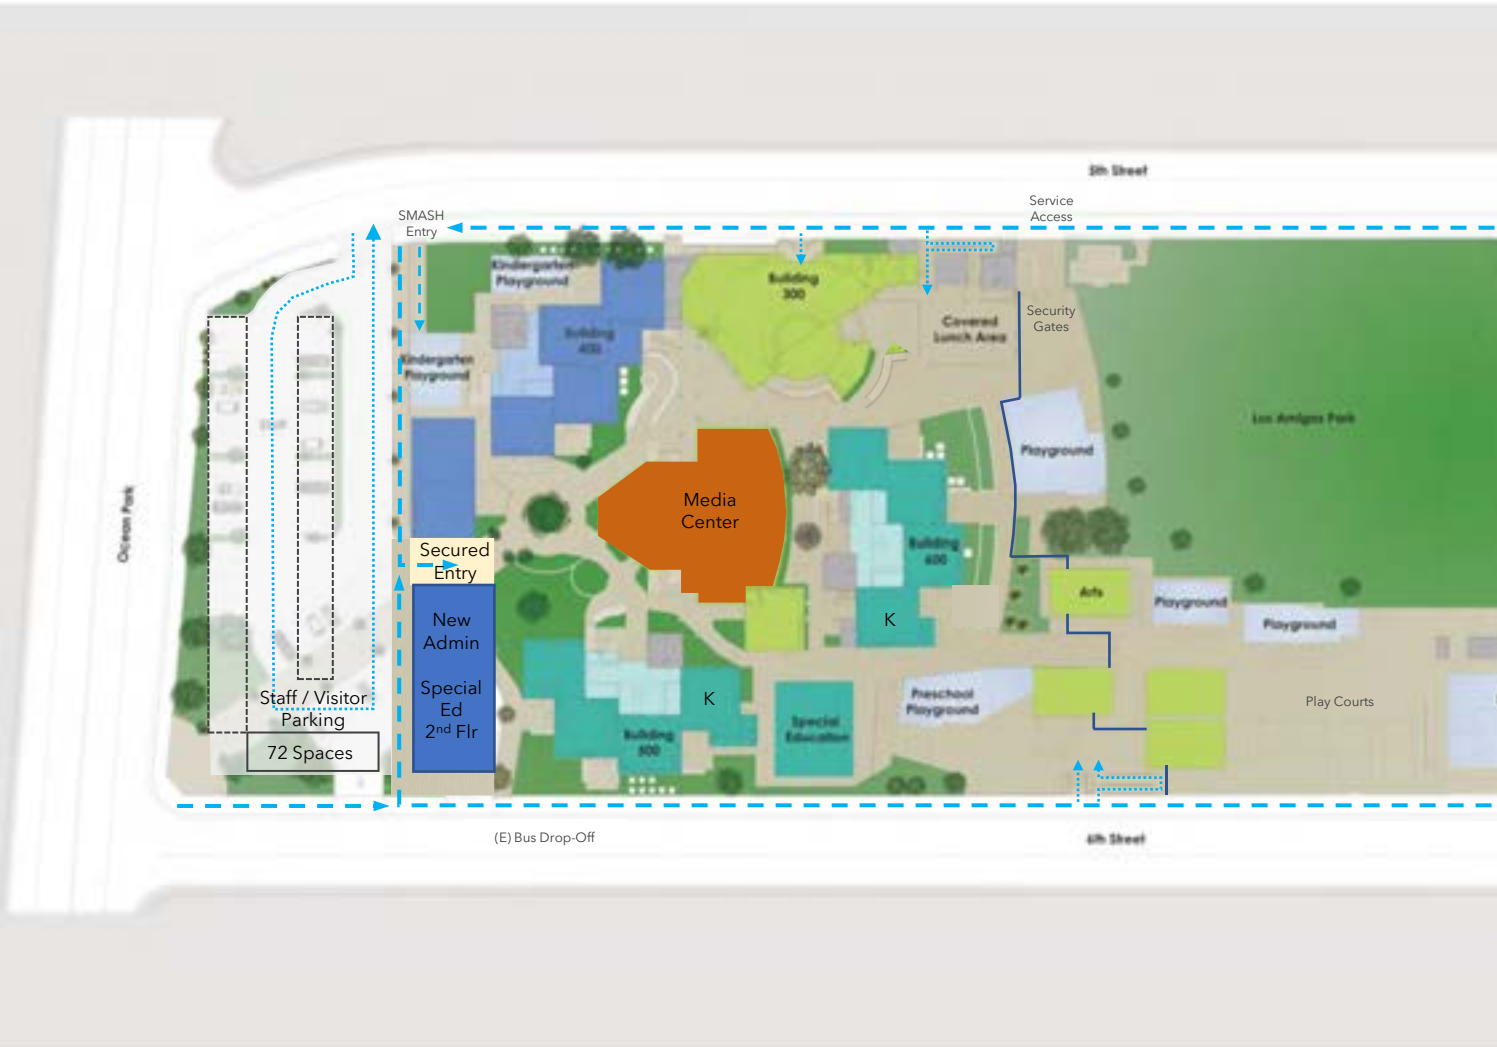 5th Street
Service
Access
SMASH
Entry
Kindergarten
Playground
Building
300
Security
Gates
Covered
Lunch Area
Building
400
Kindergarten
Playground
Los Amigos Park
Playground
Media
Center
Ocean Park
Secured
Entry
Building
600
Arts
Playground
Playground
K
New
Admin
Special
Ed
2nd Flr
K
Staff / Visitor
Parking
72 Spaces
Preschool
Playground
Play Courts
Special
Education
Building
500
(E) Bus Drop-Off
6th Street